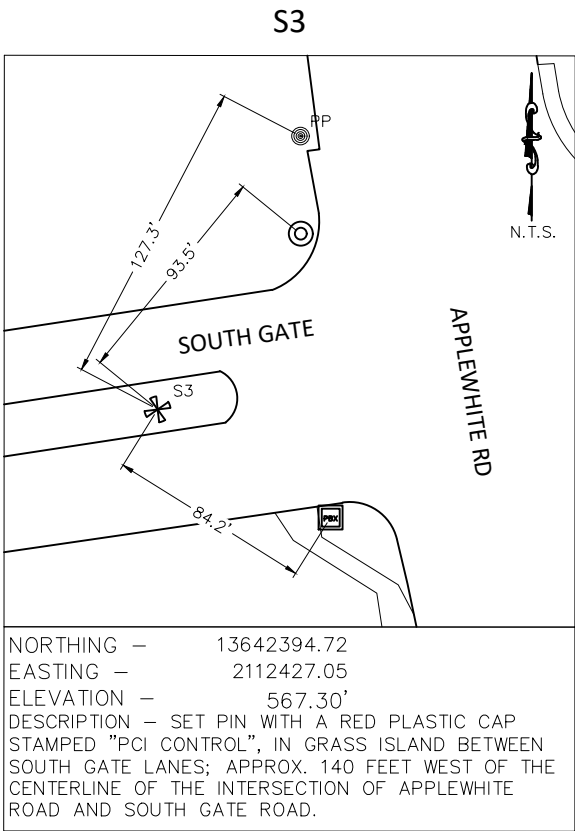 S3
PP
N.T.S.
127.3'
93.5'
SOUTH GATE
APPLEWHITE RD
S3
84.2'
PBX
NORTHING – 13642394.72
EASTING – 2112427.05
ELEVATION – 567.30'
DESCRIPTION – SET PIN WITH A RED PLASTIC CAP
STAMPED "PCI CONTROL", IN GRASS ISLAND BETWEEN
SOUTH GATE LANES; APPROX. 140 FEET WEST OF THE
CENTERLINE OF THE INTERSECTION OF APPLEWHITE
ROAD AND SOUTH GATE ROAD.